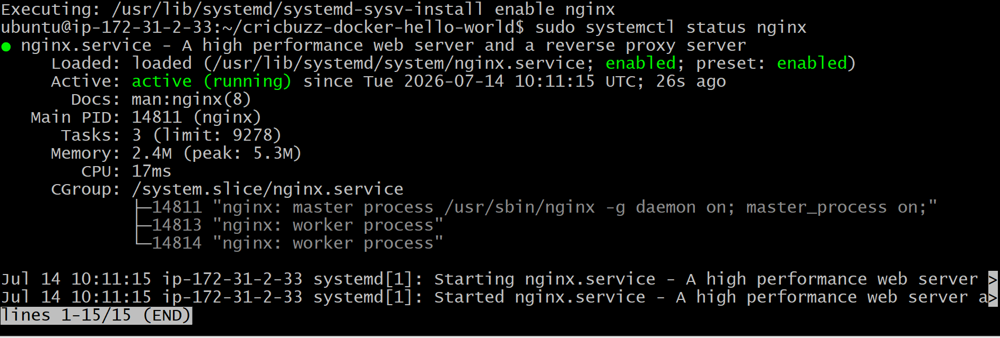 Executing: /usr/lib/systemd/systemd-sysv-install enable nginx
ubuntu@ip-172-31-2-33:~/cricbuzz-docker-hello-world$ sudo systemctl status nginx
● nginx.service - A high performance web server and a reverse proxy server
     Loaded: loaded (/usr/lib/systemd/system/nginx.service; enabled; preset: enabled)
     Active: active (running) since Tue 2026-07-14 10:11:15 UTC; 26s ago
       Docs: man:nginx(8)
   Main PID: 14811 (nginx)
      Tasks: 3 (limit: 9278)
     Memory: 2.4M (peak: 5.3M)
        CPU: 17ms
     CGroup: /system.slice/nginx.service
             ├─14811 "nginx: master process /usr/sbin/nginx -g daemon on; master_process on;"
             ├─14813 "nginx: worker process"
             └─14814 "nginx: worker process"

Jul 14 10:11:15 ip-172-31-2-33 systemd[1]: Starting nginx.service - A high performance web server >
Jul 14 10:11:15 ip-172-31-2-33 systemd[1]: Started nginx.service - A high performance web server a>
lines 1-15/15 (END)